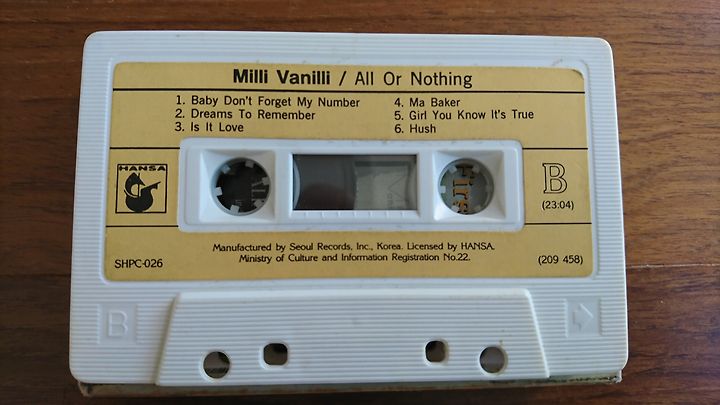 Milli Vanilli / All Or Nothing
1. Baby Don't Forget My Number
2. Dreams To Remember
3. Is It Love
4. Ma Baker
5. Girl You Know It's True
6. Hush
HANSA
B
(23:04)
Manufactured by Seoul Records, Inc., Korea. Licensed by HANSA.
Ministry of Culture and Information Registration No.22.
SHPC-026
(209 458)
B